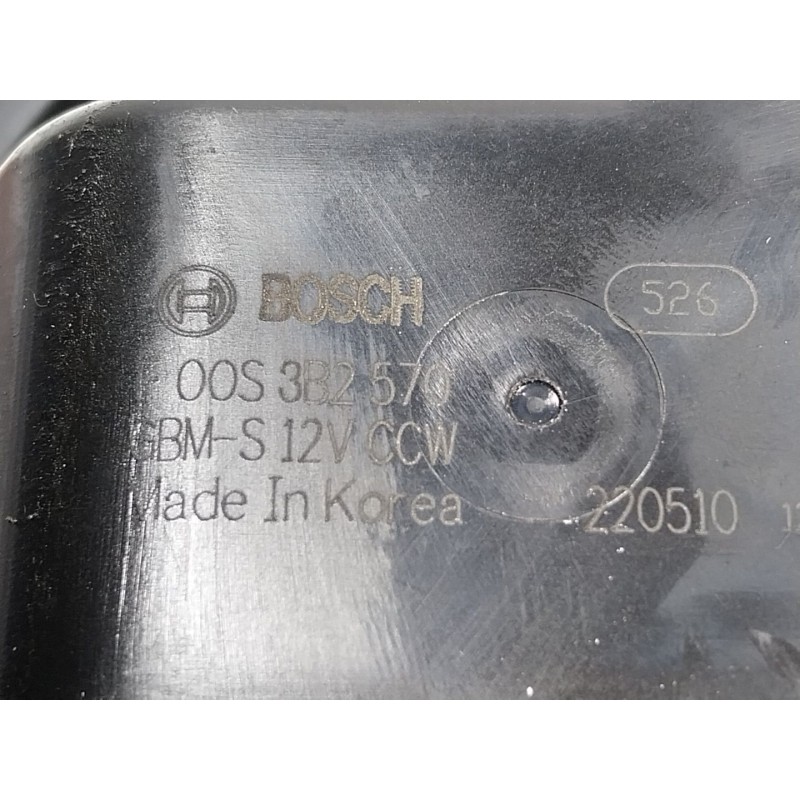 BOSCH
526
00S 3B2 570
GBM-S 12V CCW
Made In Korea
220510